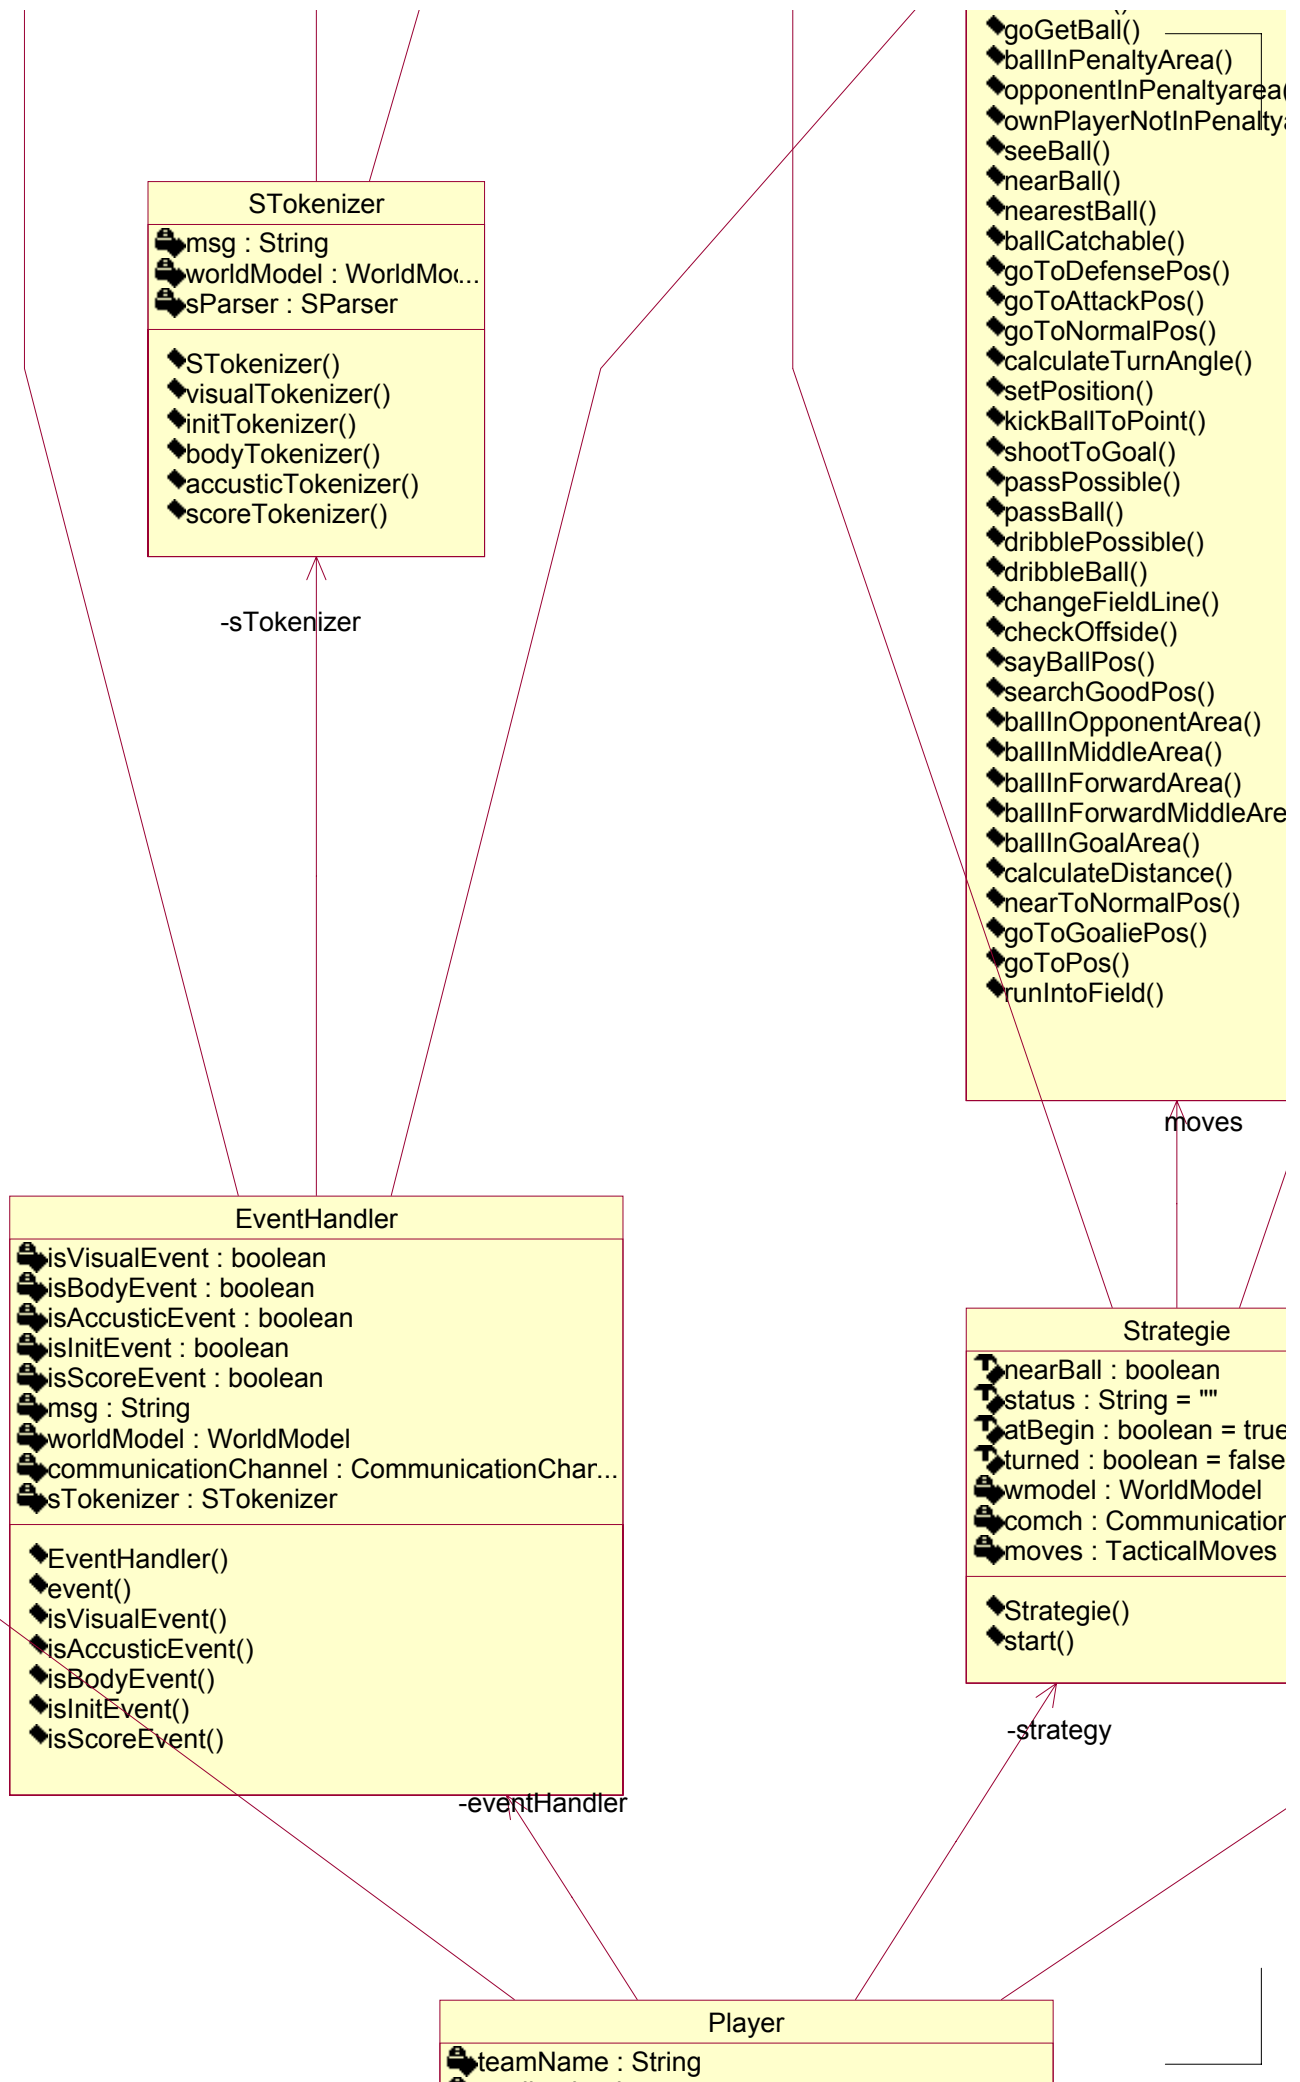 STokenizer
msg : String
worldModel : WorldMoc...
sParser : SParser
STokenizer()
visualTokenizer()
initTokenizer()
bodyTokenizer()
accusticTokenizer()
scoreTokenizer()
-sTokenizer
goGetBall()
ballInPenaltyArea()
opponentInPenaltyarea(
ownPlayerNotInPenaltya
seeBall()
nearBall()
nearestBall()
ballCatchable()
goToDefensePos()
goToAttackPos()
goToNormalPos()
calculateTurnAngle()
setPosition()
kickBallToPoint()
shootToGoal()
passPossible()
passBall()
dribblePossible()
dribbleBall()
changeFieldLine()
checkOffside()
sayBallPos()
searchGoodPos()
ballInOpponentArea()
ballInMiddleArea()
ballInForwardArea()
ballInForwardMiddleAre
ballInGoalArea()
calculateDistance()
nearToNormalPos()
goToGoaliePos()
goToPos()
runIntoField()
moves
EventHandler
isVisualEvent : boolean
isBodyEvent : boolean
isAccusticEvent : boolean
isInitEvent : boolean
isScoreEvent : boolean
msg : String
worldModel : WorldModel
communicationChannel : CommunicationChar...
sTokenizer : STokenizer
EventHandler()
event()
isVisualEvent()
isAccusticEvent()
isBodyEvent()
isInitEvent()
isScoreEvent()
-eventHandler
Strategie
nearBall : boolean
status : String = ""
atBegin : boolean = true
turned : boolean = false
wmodel : WorldModel
comch : Communication
moves : TacticalMoves
Strategie()
start()
-strategy
Player
teamName : String